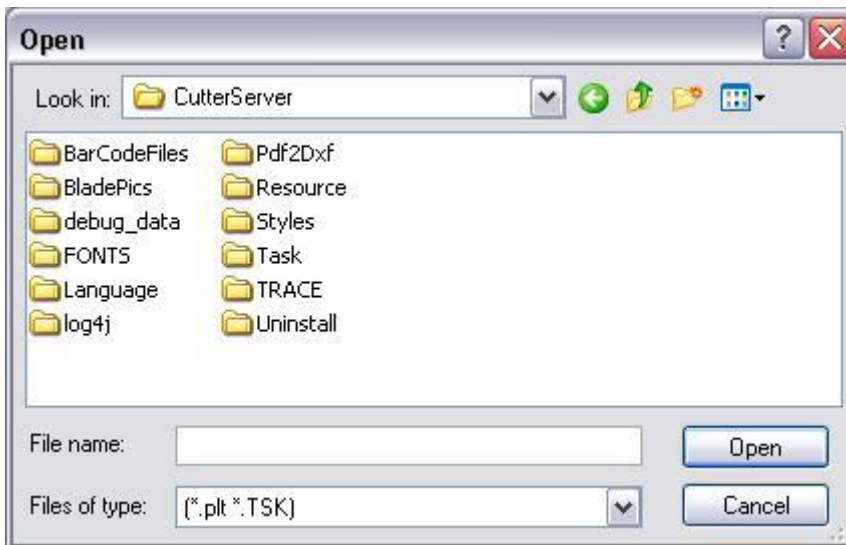 Open
Look in: CutterServer
BarCodeFiles Pdf2Dxf
BladePics Resource
debug_data Styles
FONTS Task
Language TRACE
log4j Uninstall
File name: Open
Files of type: (*.plt *.TSK) Cancel